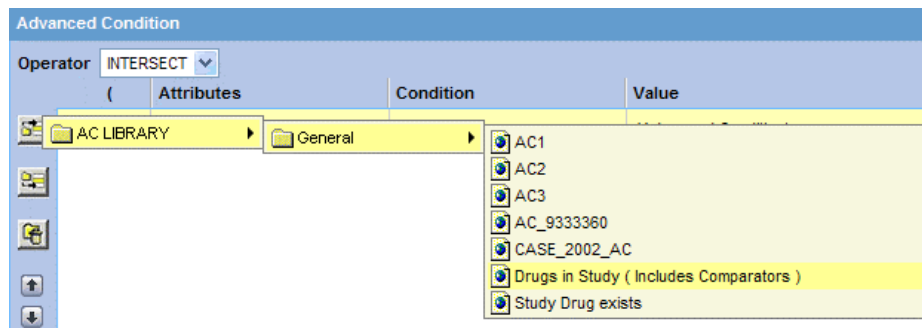 Advanced Condition
Operator INTERSECT
( Attributes Condition Value
AC LIBRARY General
AC1
AC2
AC3
AC_9333360
CASE_2002_AC
Drugs in Study ( Includes Comparators )
Study Drug exists